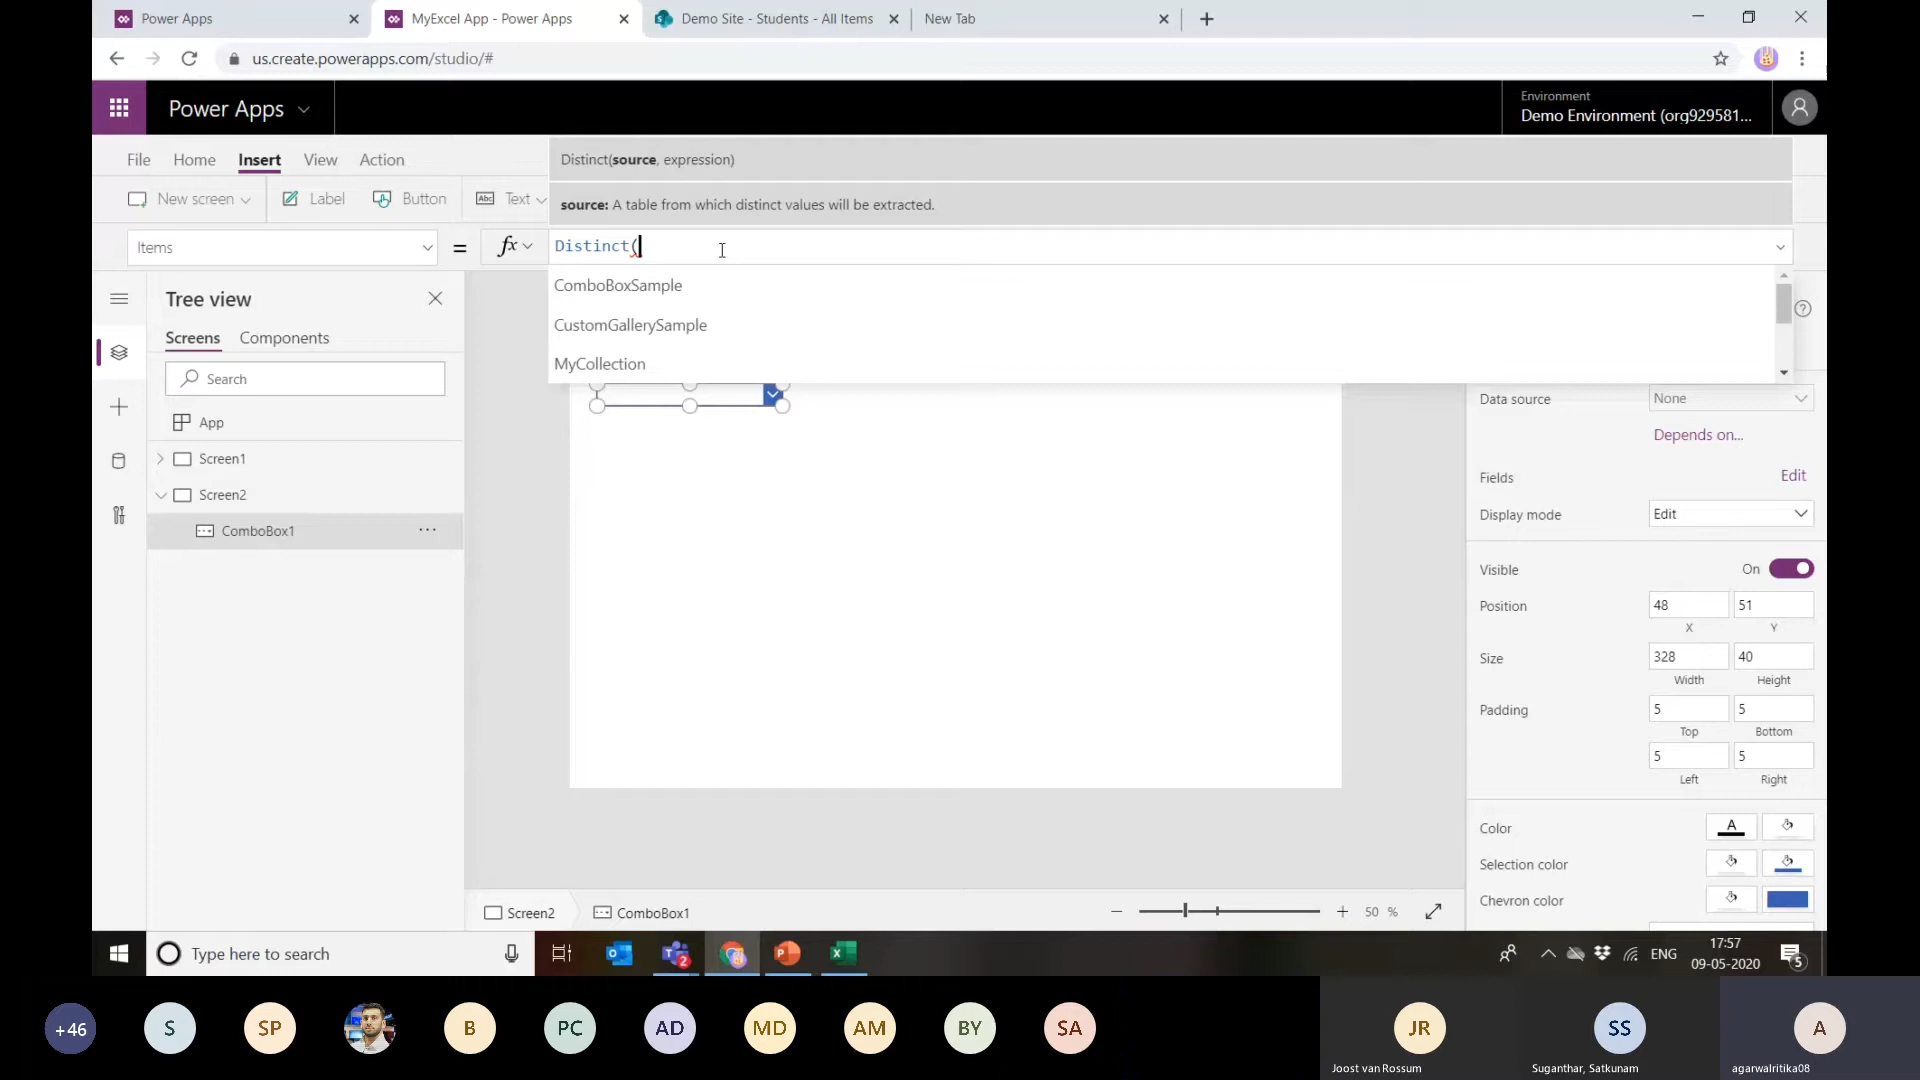 Power Apps
MyExcel App - Power Apps
Demo Site - Students - All Items
New Tab
us.create.powerapps.com/studio/#
Power Apps
Environment
Demo Environment (org929581...
File
Home
Insert
View
Action
Distinct(source, expression)
New screen
Label
Button
Abc
Text
source: A table from which distinct values will be extracted.
Items
=
fx
Distinct(
ComboBoxSample
CustomGallerySample
MyCollection
Tree view
Screens
Components
Search
App
Screen1
Screen2
ComboBox1
...
Data source
None
Depends on...
Fields
Edit
Display mode
Edit
Visible
On
Position
48
51
X
Y
Size
328
40
Width
Height
Padding
5
5
Top
Bottom
5
5
Left
Right
Color
A
Selection color
Chevron color
Screen2
ComboBox1
50 %
Type here to search
2
ENG
17:57
09-05-2020
5
+46
S
SP
B
PC
AD
MD
AM
BY
SA
JR
SS
A
Joost van Rossum
Suganthar, Satkunam
agarwalritika08